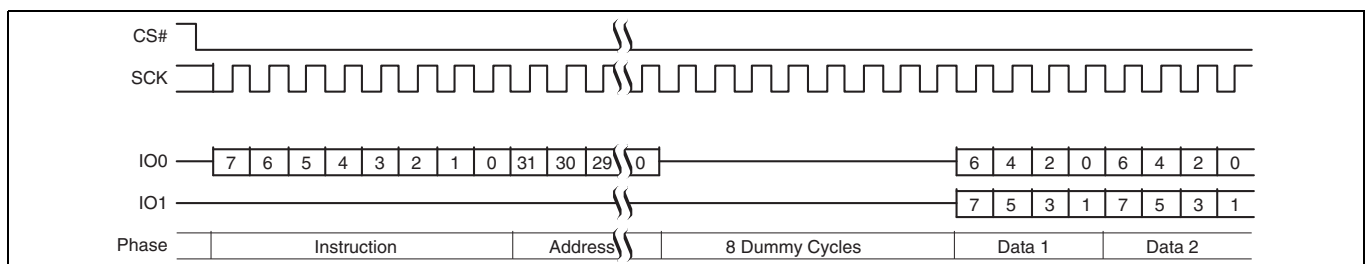 CS#
SCK
IO0 7 6 5 4 3 2 1 0 31 30 29 0 6 4 2 0 6 4 2 0
IO1 7 5 3 1 7 5 3 1
Phase Instruction Address 8 Dummy Cycles Data 1 Data 2